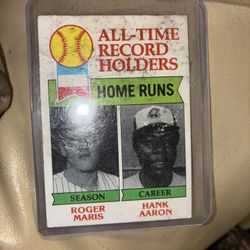 ALL-TIME
RECORD
HOLDERS
HOME RUNS
SEASON
ROGER
MARIS
CAREER
HANK
AARON